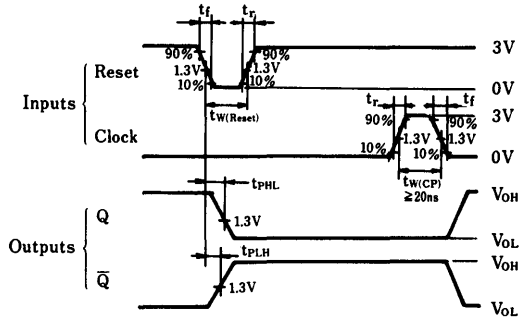 tf
tr
90%
90%
3V
Reset
1.3V
1.3V
10%
10%
0V
Inputs
tW(Reset)
tr
tf
3V
90%
90%
Clock
1.3V
1.3V
10%
10%
0V
tW(CP)
≧20ns
tPHL
VOH
Q
1.3V
VOL
Outputs
tPLH
VOH
Q̅
1.3V
VOL